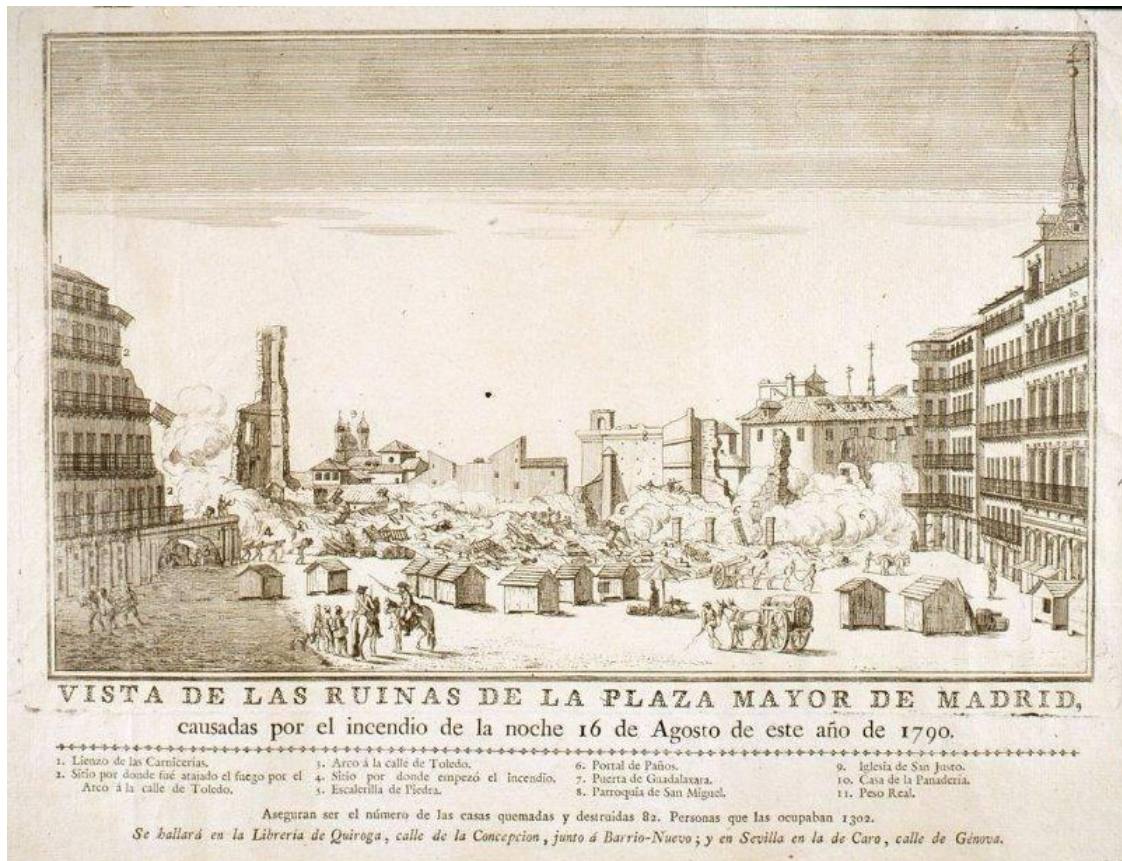 VISTA DE LAS RUINAS DE LA PLAZA MAYOR DE MADRID,
causadas por el incendio de la noche 16 de Agosto de este año de 1790.
1. Lienzo de las Carnicerias.
2. Sitio por donde fué atajado el fuego por el
Arco á la calle de Toledo.
3. Arco á la calle de Toledo.
4. Sitio por donde empezó el incendio.
5. Escalerilla de Piedra.
6. Portal de Paños.
7. Puerta de Guadalaxara.
8. Parroquia de San Miguel.
9. Iglesia de San Justo.
10. Casa de la Panaderia.
11. Peso Real.
Aseguran ser el número de las casas quemadas y destruidas 82. Personas que las ocupaban 1302.
Se hallará en la Librería de Quiroga, calle de la Concepcion, junto á Barrio-Nuevo; y en Sevilla en la de Caro, calle de Génova.